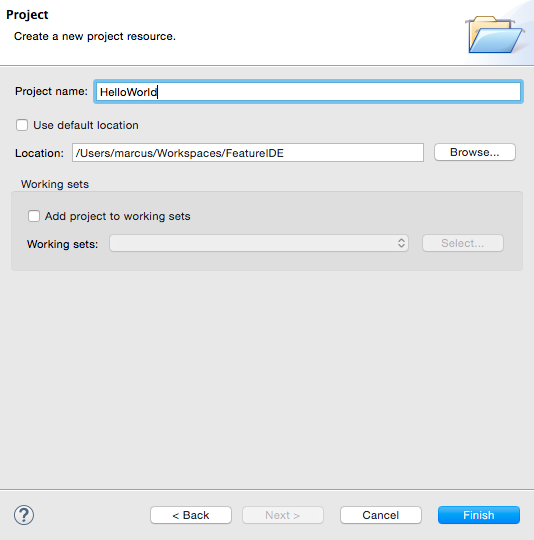 Project
Create a new project resource.
Project name: HelloWorld
Use default location
Location: /Users/marcus/Workspaces/FeatureIDE Browse...
Working sets
Add project to working sets
Working sets: Select...
? < Back Next > Cancel Finish